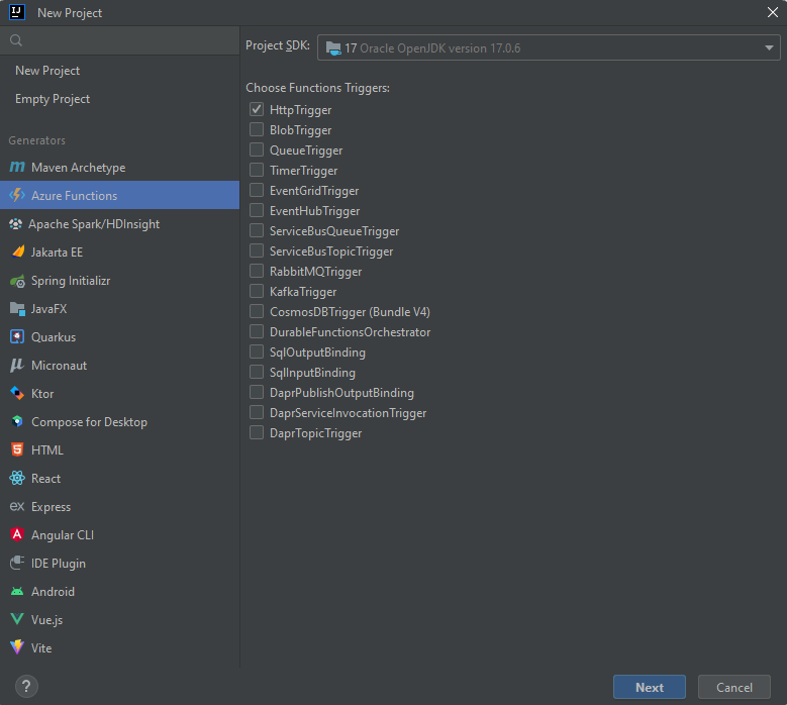 New Project
Project SDK: 17 Oracle OpenJDK version 17.0.6
New Project
Empty Project
Generators
Maven Archetype
Azure Functions
Apache Spark/HDInsight
Jakarta EE
Spring Initializr
JavaFX
Quarkus
Micronaut
Ktor
Compose for Desktop
HTML
React
ex Express
Angular CLI
IDE Plugin
Android
Vue.js
Vite
Choose Functions Triggers:
HttpTrigger
BlobTrigger
QueueTrigger
TimerTrigger
EventGridTrigger
EventHubTrigger
ServiceBusQueueTrigger
ServiceBusTopicTrigger
RabbitMQTrigger
KafkaTrigger
CosmosDBTrigger (Bundle V4)
DurableFunctionsOrchestrator
SqlOutputBinding
SqlInputBinding
DaprPublishOutputBinding
DaprServiceInvocationTrigger
DaprTopicTrigger
?
Next
Cancel